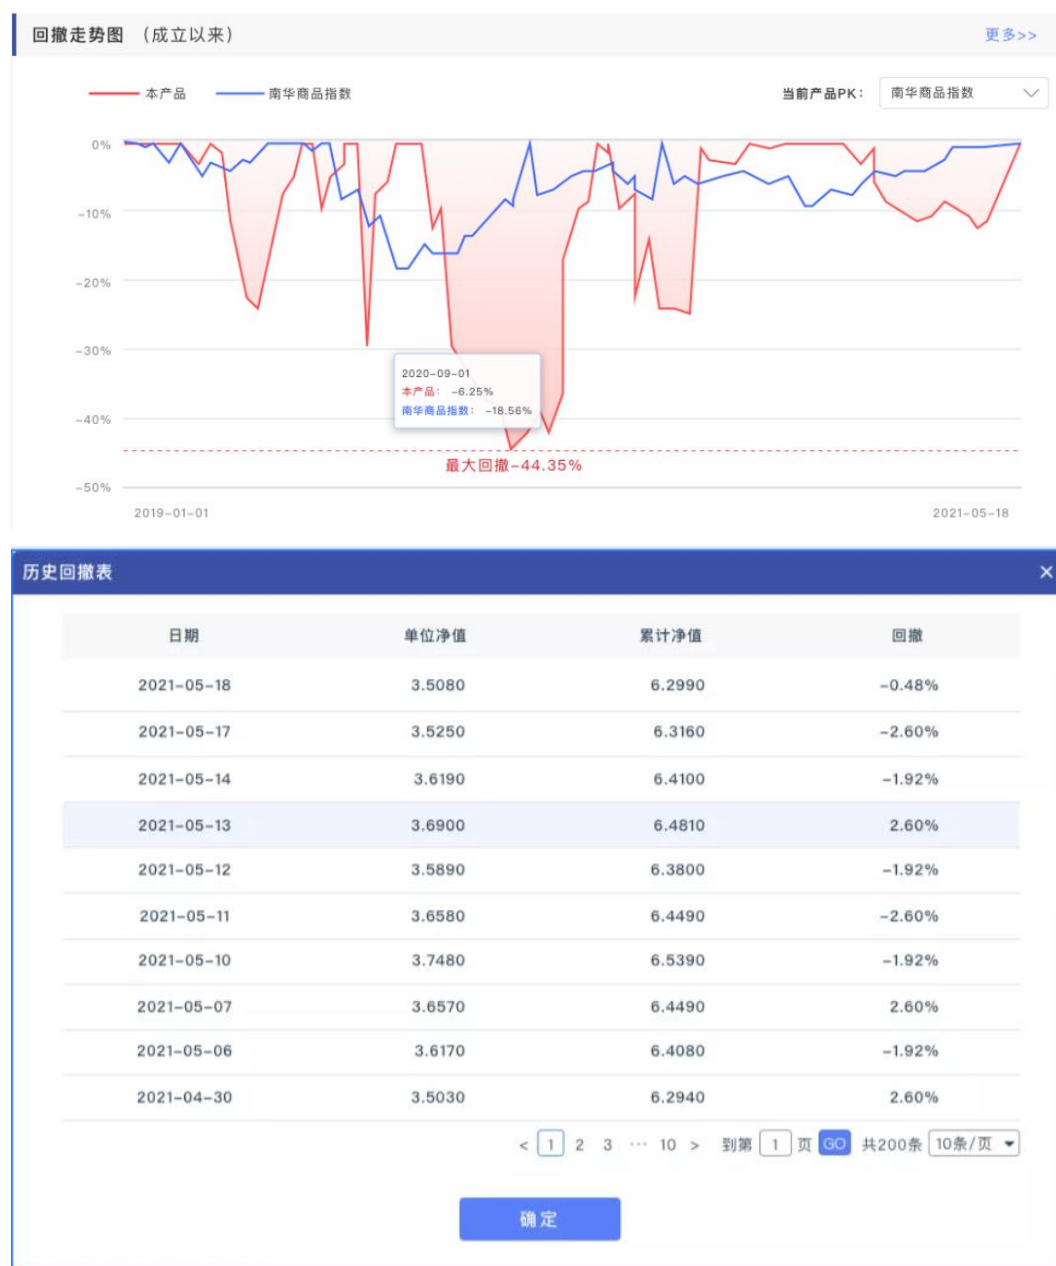 回撤走势图 （成立以来） 更多>>
本产品 南华商品指数 当前产品PK： 南华商品指数
0%
-10%
-20%
-30%
2020-09-01
本产品： -6.25%
南华商品指数： -18.56%
-40%
最大回撤-44.35%
-50%
2019-01-01 2021-05-18
历史回撤表 ×
日期 单位净值 累计净值 回撤
2021-05-18 3.5080 6.2990 -0.48%
2021-05-17 3.5250 6.3160 -2.60%
2021-05-14 3.6190 6.4100 -1.92%
2021-05-13 3.6900 6.4810 2.60%
2021-05-12 3.5890 6.3800 -1.92%
2021-05-11 3.6580 6.4490 -2.60%
2021-05-10 3.7480 6.5390 -1.92%
2021-05-07 3.6570 6.4490 2.60%
2021-05-06 3.6170 6.4080 -1.92%
2021-04-30 3.5030 6.2940 2.60%
< 1 2 3 ··· 10 > 到第 1 页 GO 共200条 10条/页
确定